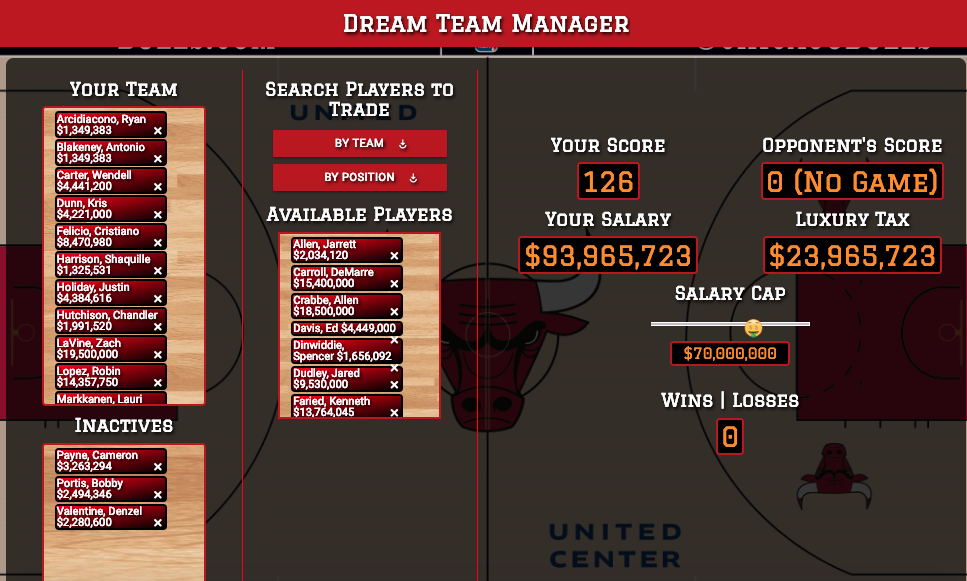 Dream Team Manager
Your Team
Arcidiacono, Ryan
$1,349,383
Blakeney, Antonio
$1,349,383
Carter, Wendell
$4,441,200
Dunn, Kris
$4,221,000
Felicio, Cristiano
$8,470,980
Harrison, Shaquille
$1,325,531
Holiday, Justin
$4,384,616
Hutchison, Chandler
$1,991,520
LaVine, Zach
$19,500,000
Lopez, Robin
$14,357,750
Markkanen, Lauri
Inactives
Payne, Cameron
$3,263,294
Portis, Bobby
$2,494,346
Valentine, Denzel
$2,280,600
Search Players to
Trade
UNITED
BY TEAM
BY POSITION
Available Players
Allen, Jarrett
$2,034,120
Carroll, DeMarre
$15,400,000
Crabbe, Allen
$18,500,000
Davis, Ed $4,449,000
Dinwiddie,
Spencer $1,656,092
Dudley, Jared
$9,530,000
Faried, Kenneth
$13,764,045
Your Score
126
Opponent's Score
0 (No Game)
Your Salary
$93,965,723
Luxury Tax
$23,965,723
Salary Cap
$70,000,000
Wins | Losses
0
UNITED
CENTER